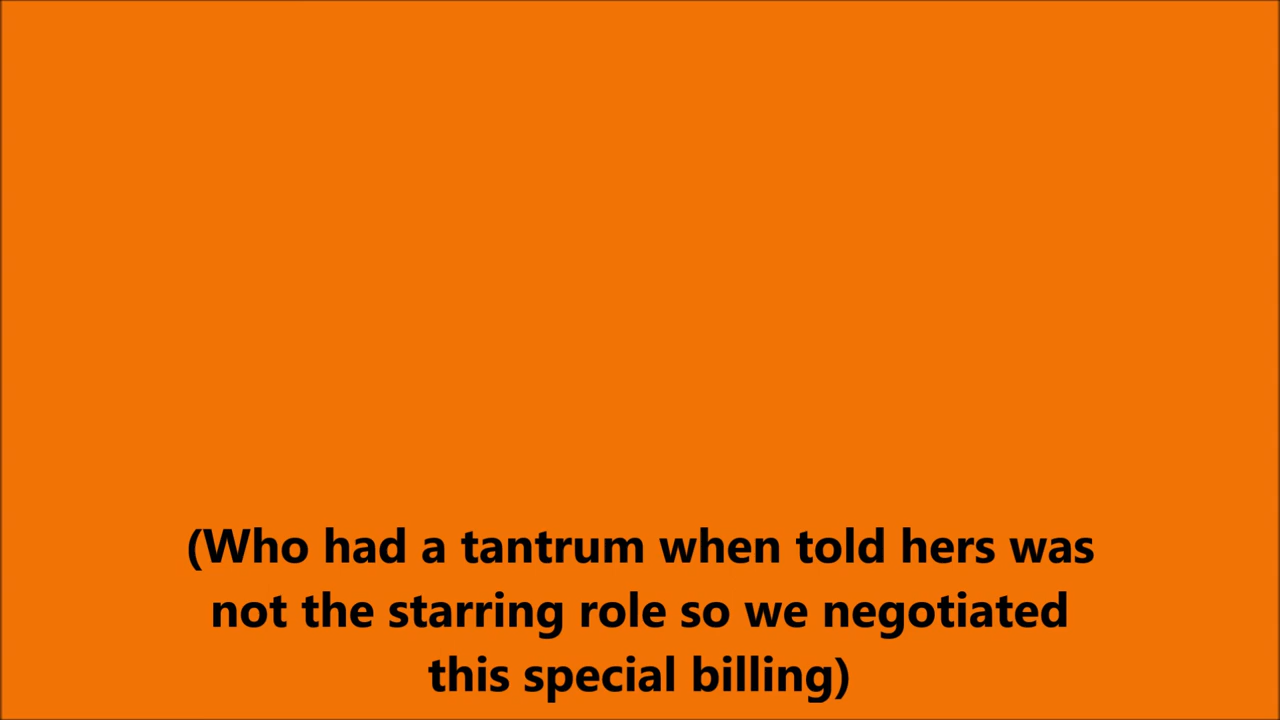 (Who had a tantrum when told hers was
not the starring role so we negotiated
this special billing)